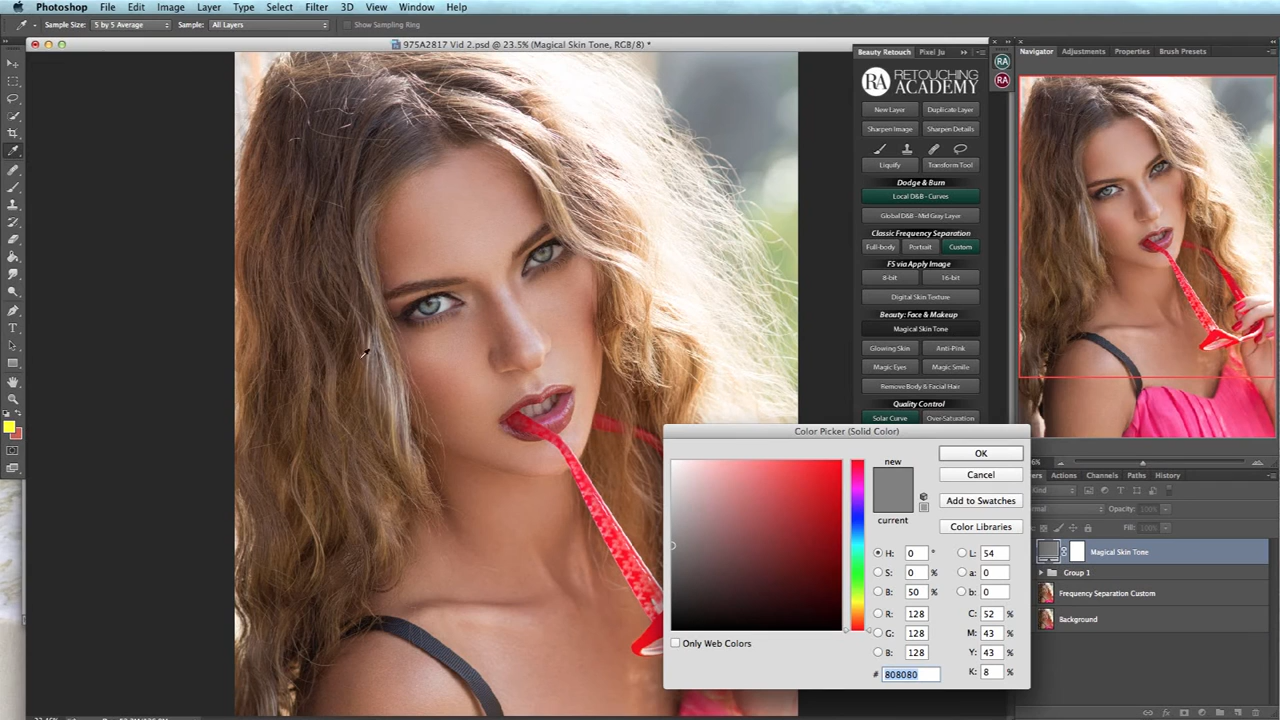 Photoshop File Edit Image Layer Type Select Filter 3D View Window Help
Sample Size: 5 by 5 Average Sample: All Layers Show Sampling Ring
975A2817 Vid 2.psd @ 23.5% (Magical Skin Tone, RGB/8) *
Beauty Retouch Pixel Ju
RA RETOUCHING
ACADEMY
New Layer Duplicate Layer
Sharpen Image Sharpen Details
Liquify Transform Tool
Dodge & Burn
Local D&B - Curves
Global D&B - Mid Gray Layer
Classic Frequency Separation
Full-body Portrait Custom
FS via Apply Image
8-bit 16-bit
Digital Skin Texture
Beauty: Face & Makeup
Magical Skin Tone
Glowing Skin Anti-Pink
Magic Eyes Magic Smile
Remove Body & Facial Hair
Quality Control
Solar Curve Over-Saturation
RA
RA
Navigator Adjustments Properties Brush Presets
Color Picker (Solid Color)
new
current
OK
Cancel
Add to Swatches
Color Libraries
H: 0 ° L: 54
S: 0 % a: 0
B: 50 % b: 0
R: 128 C: 52 %
G: 128 M: 43 %
B: 128 Y: 43 %
# 808080 K: 8 %
Only Web Colors
6%
ers Actions Channels Paths History
Kind
rmal Opacity: 100%
Fill: 100%
Magical Skin Tone
Group 1
Frequency Separation Custom
Background